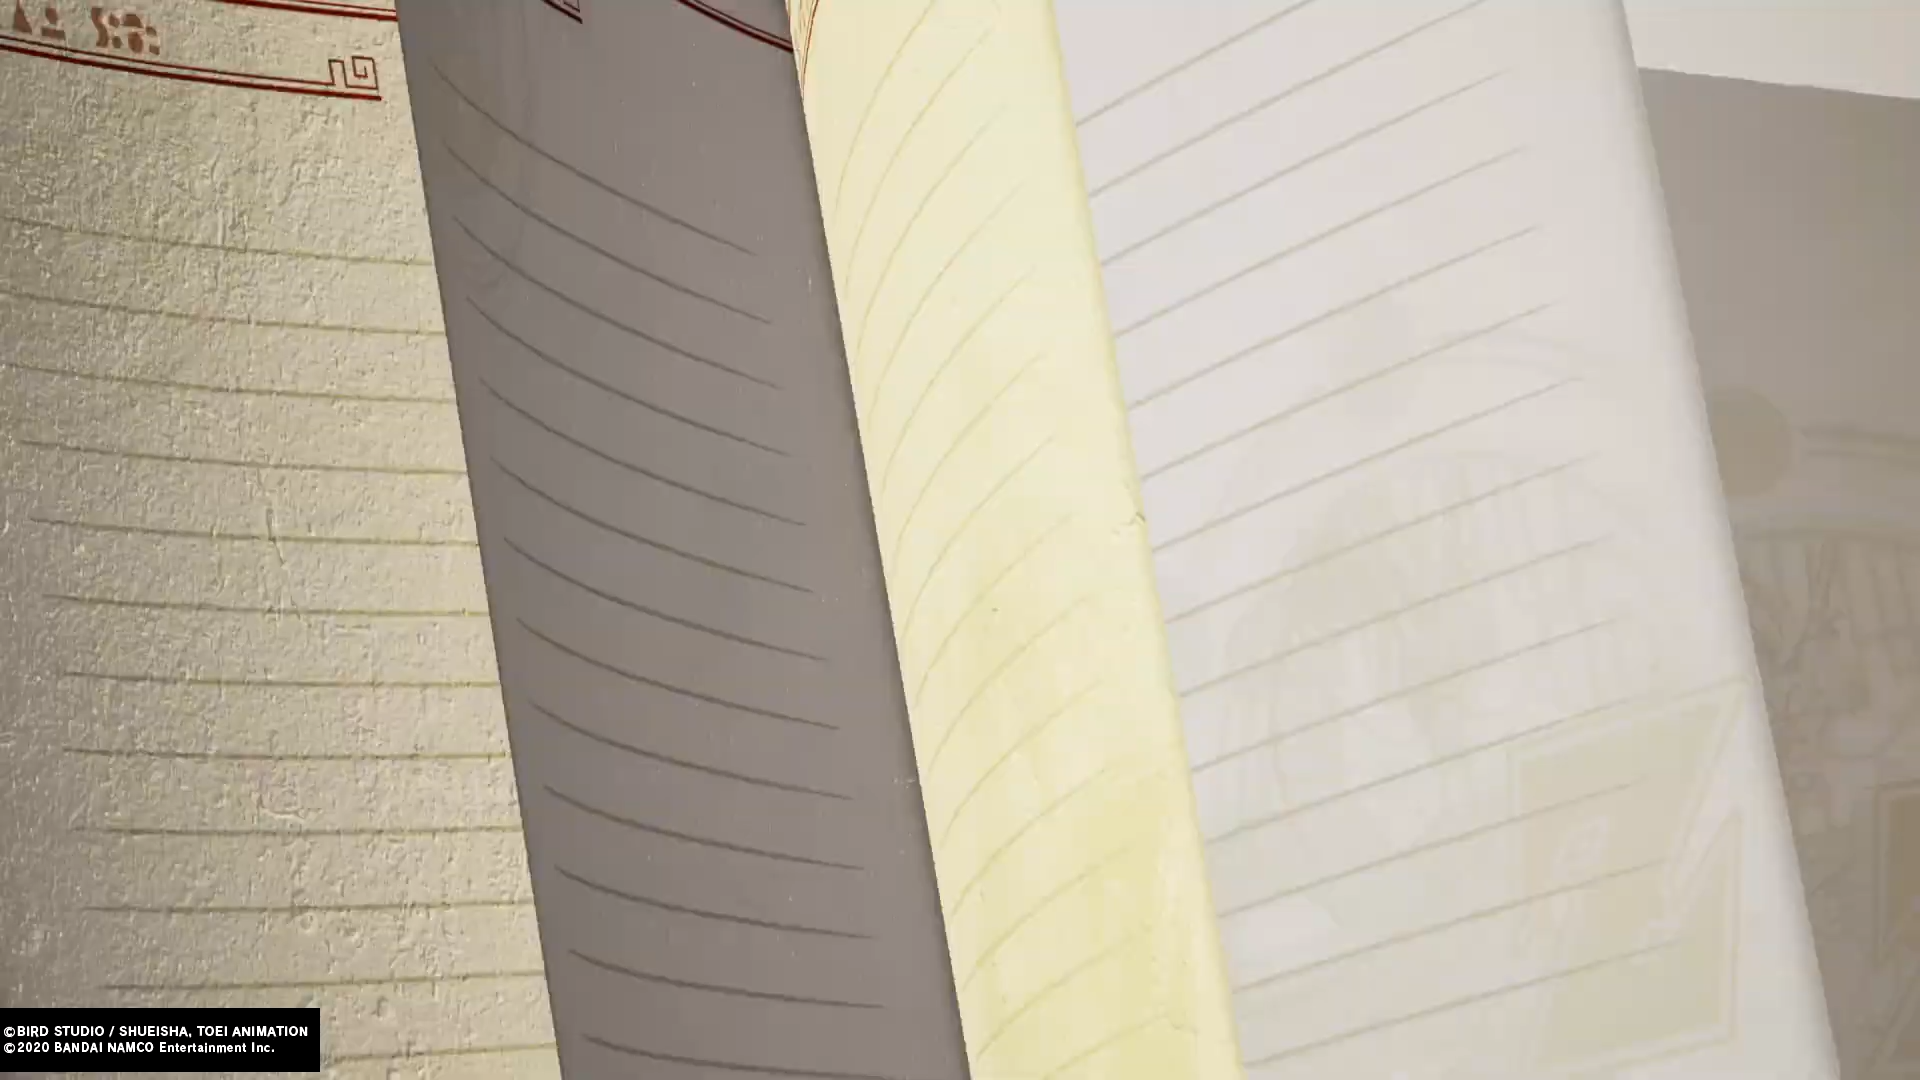 ©BIRD STUDIO / SHUEISHA, TOEI ANIMATION
©2020 BANDAI NAMCO Entertainment Inc.